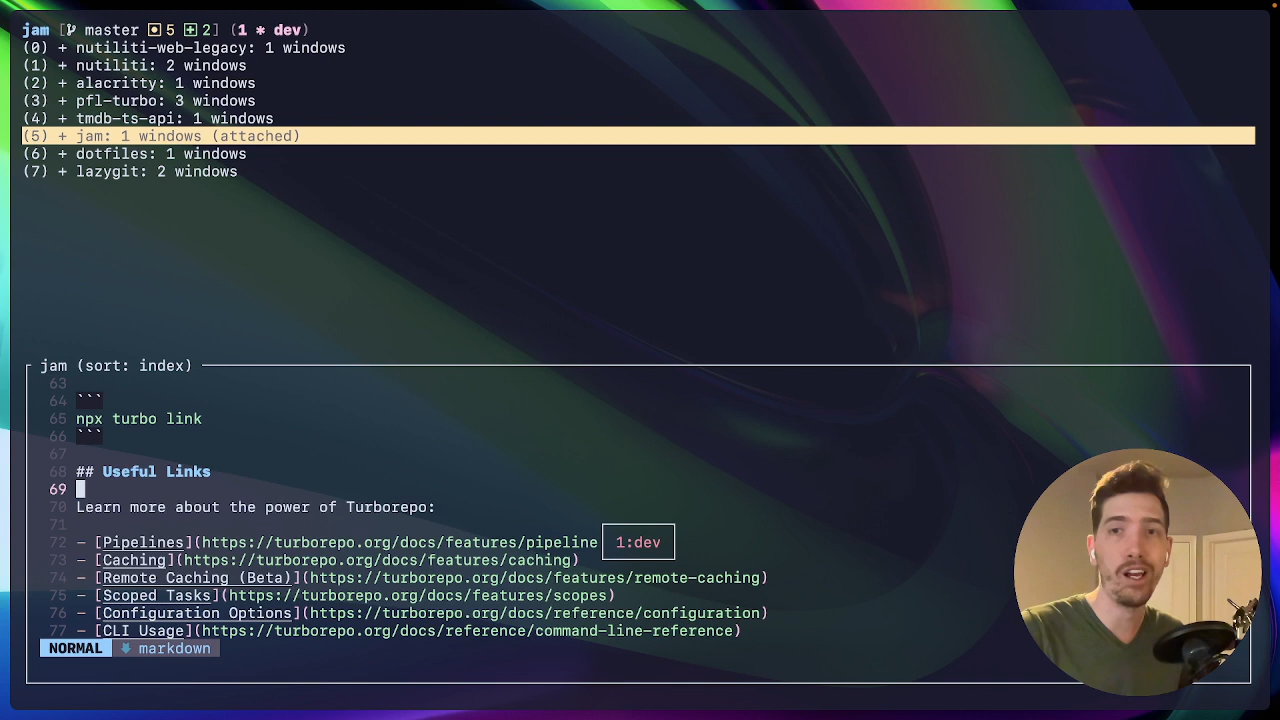 jam [ master 5 2] (1 * dev)
(0) + nutiliti-web-legacy: 1 windows
(1) + nutiliti: 2 windows
(2) + alacritty: 1 windows
(3) + pfl-turbo: 3 windows
(4) + tmdb-ts-api: 1 windows
(5) + jam: 1 windows (attached)
(6) + dotfiles: 1 windows
(7) + lazygit: 2 windows
jam (sort: index)
63
64 ```
65 npx turbo link
66 ```
67
68 ## Useful Links
69
70 Learn more about the power of Turborepo:
71
72 - [Pipelines](https://turborepo.org/docs/features/pipeline 1:dev
73 - [Caching](https://turborepo.org/docs/features/caching)
74 - [Remote Caching (Beta)](https://turborepo.org/docs/features/remote-caching)
75 - [Scoped Tasks](https://turborepo.org/docs/features/scopes)
76 - [Configuration Options](https://turborepo.org/docs/reference/configuration)
77 - [CLI Usage](https://turborepo.org/docs/reference/command-line-reference)
NORMAL markdown